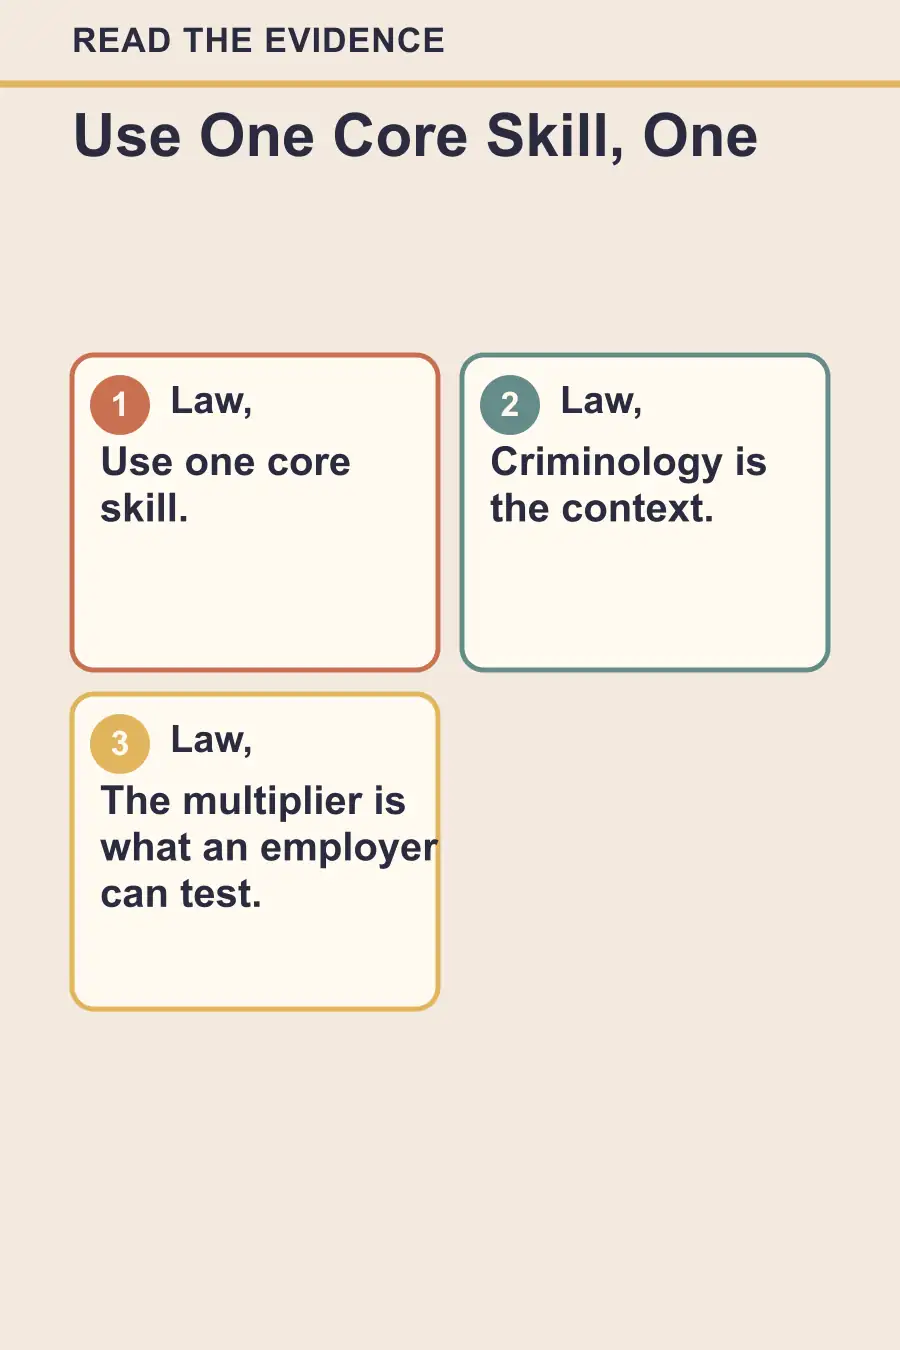 READ THE EVIDENCE
Use One Core Skill, One
1 Law,
Use one core
skill.
2 Law,
Criminology is
the context.
3 Law,
The multiplier is
what an employer
can test.